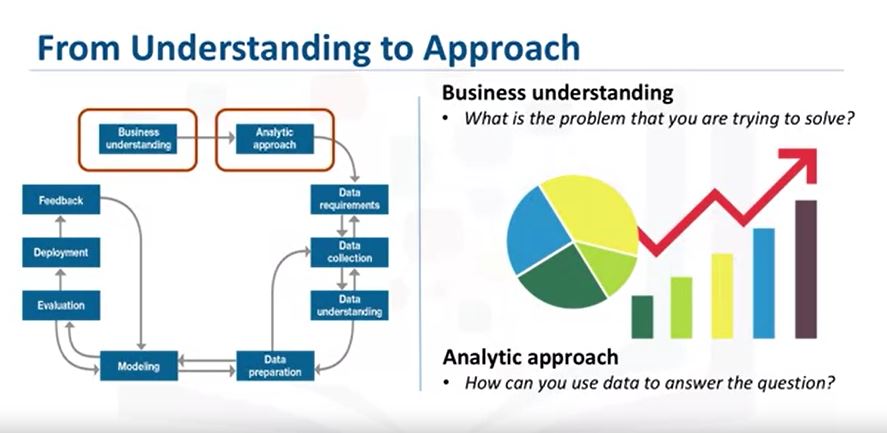 From Understanding to Approach
Business
understanding
Analytic
approach
Feedback
Data
requirements
Deployment
Data
collection
Evaluation
Data
understanding
Modeling
Data
preparation
Business understanding
• What is the problem that you are trying to solve?
Analytic approach
• How can you use data to answer the question?